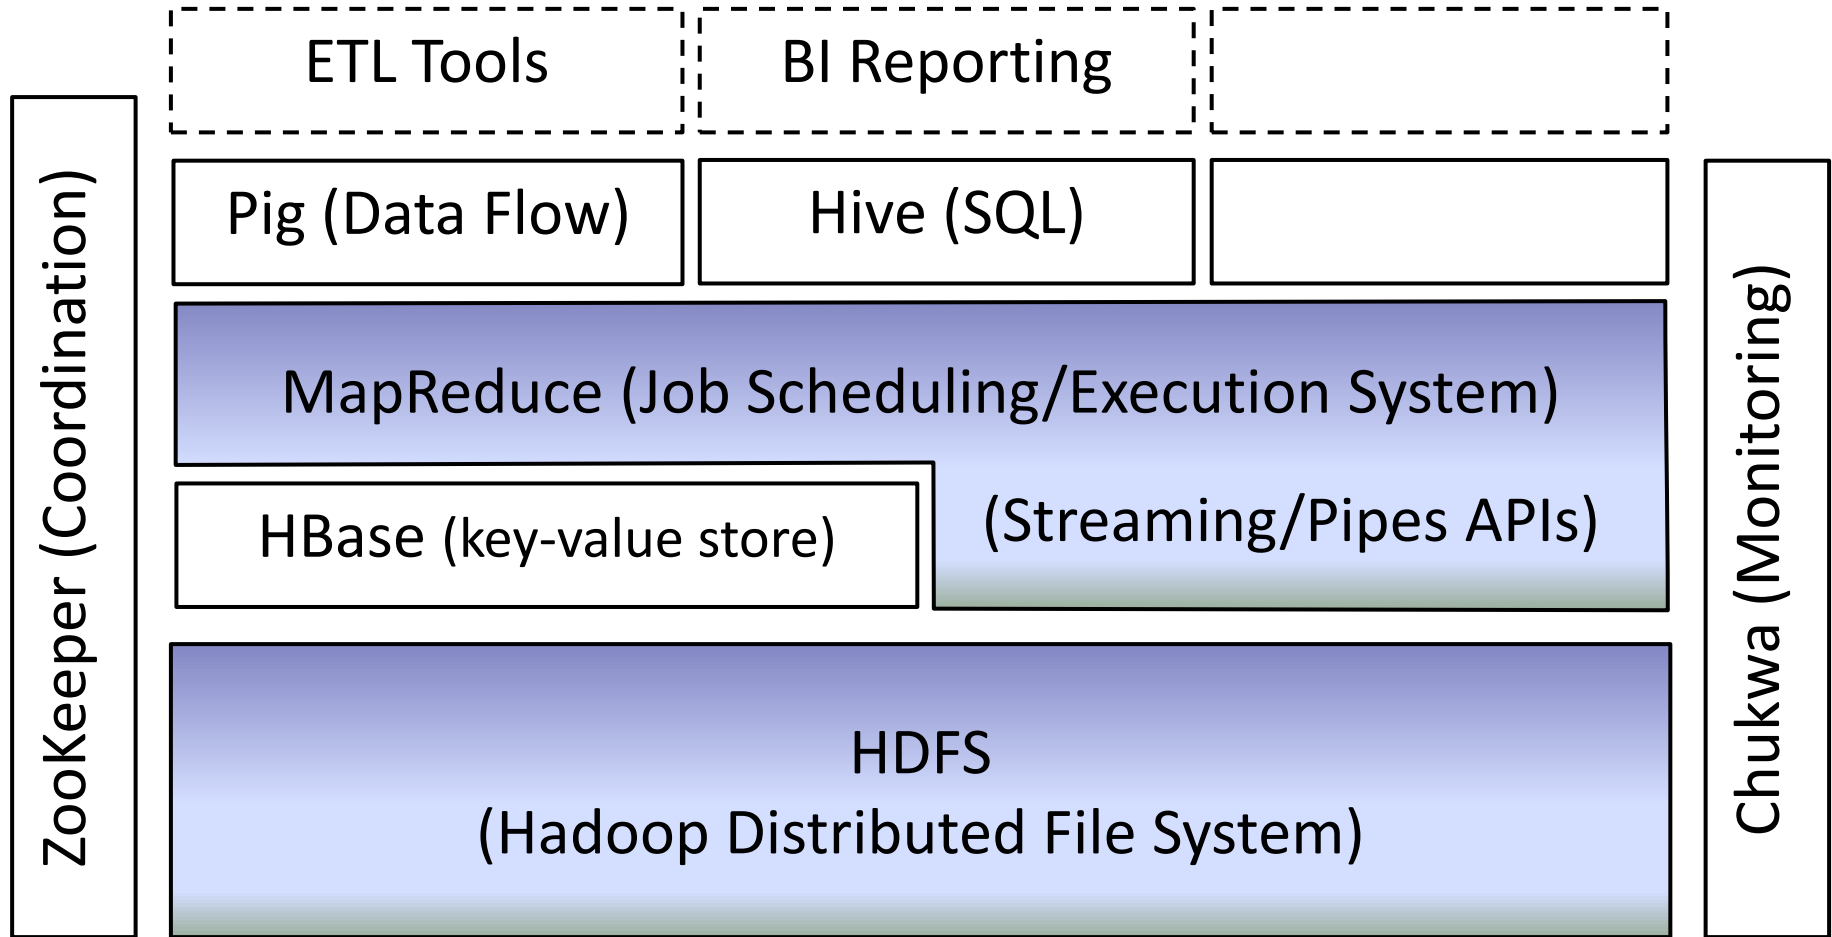 ETL Tools
BI Reporting
Pig (Data Flow)
Hive (SQL)
MapReduce (Job Scheduling/Execution System)
(Streaming/Pipes APIs)
HBase (key-value store)
HDFS
(Hadoop Distributed File System)
ZooKeeper (Coordination)
Chukwa (Monitoring)